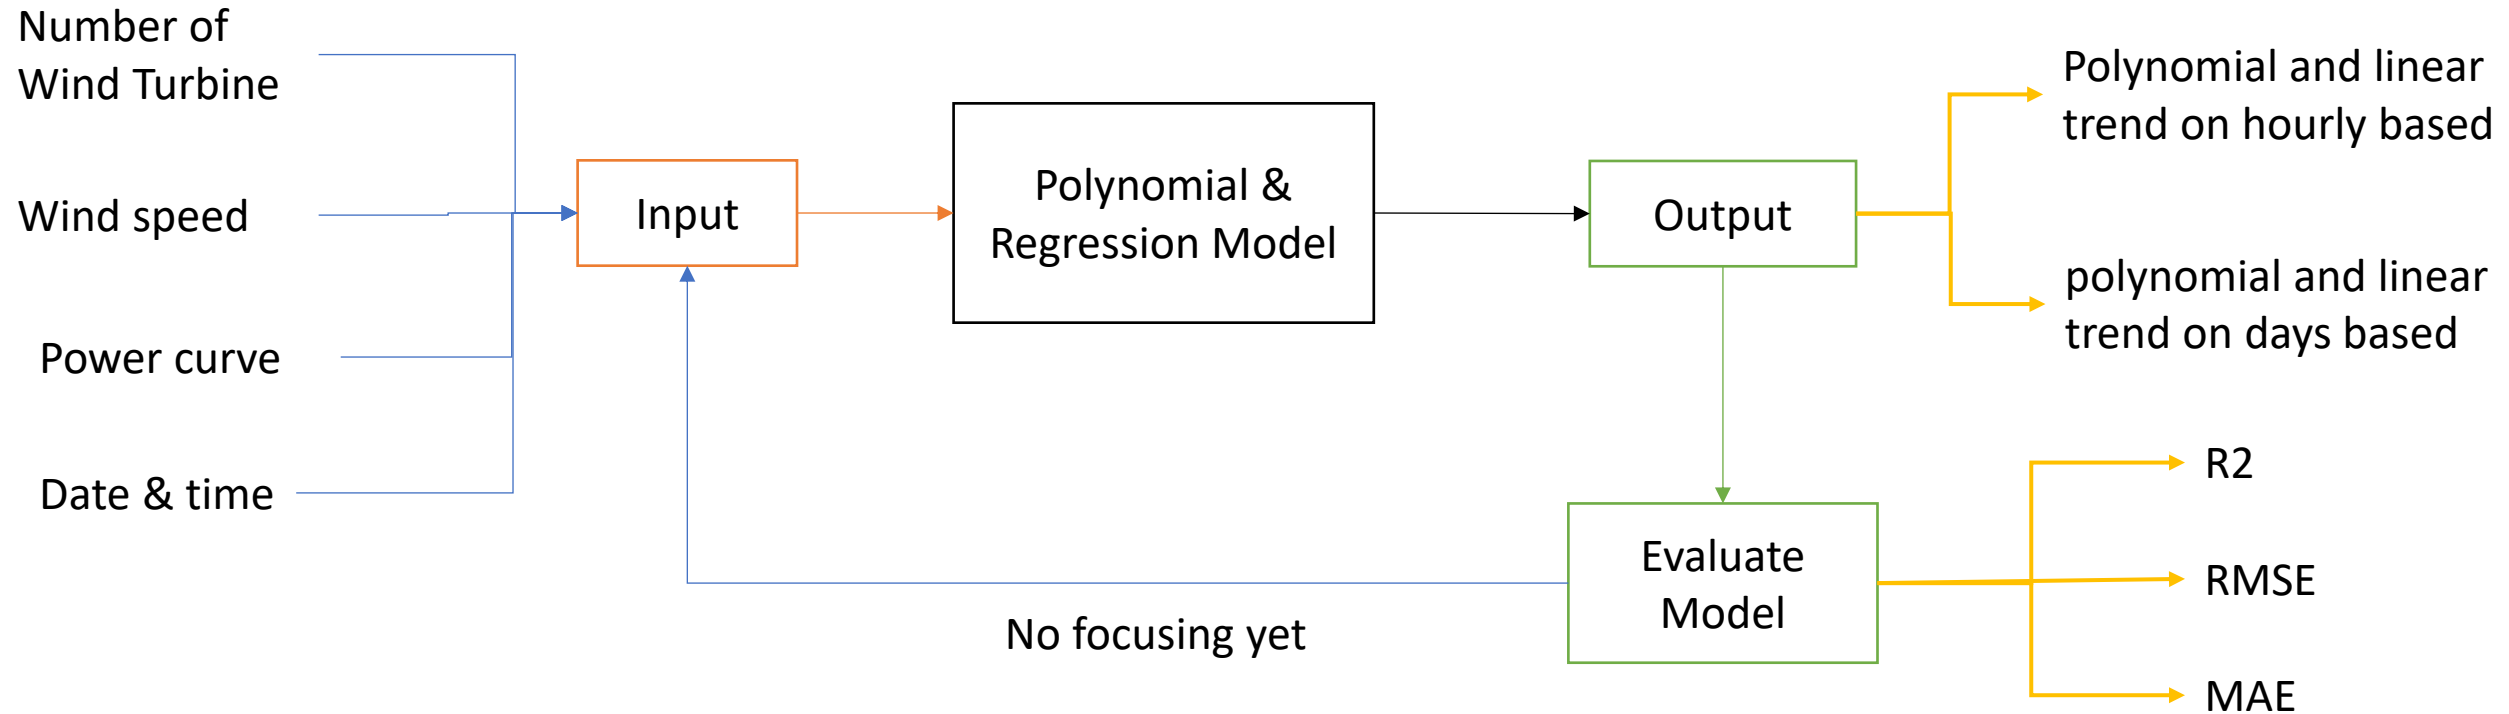 Number of
Wind Turbine
Wind speed
Power curve
Date & time
Input
Polynomial &
Regression Model
Output
Polynomial and linear
trend on hourly based
polynomial and linear
trend on days based
Evaluate
Model
No focusing yet
R2
RMSE
MAE